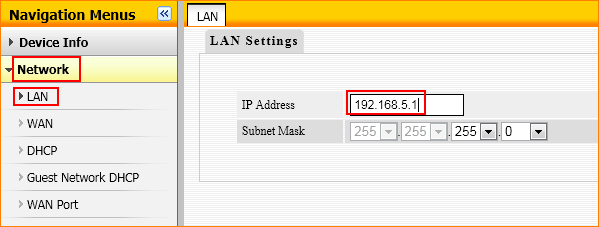 Navigation Menus «
Device Info
Network
LAN
WAN
DHCP
Guest Network DHCP
WAN Port
LAN
LAN Settings
IP Address 192.168.5.1
Subnet Mask 255 . 255 . 255 . 0